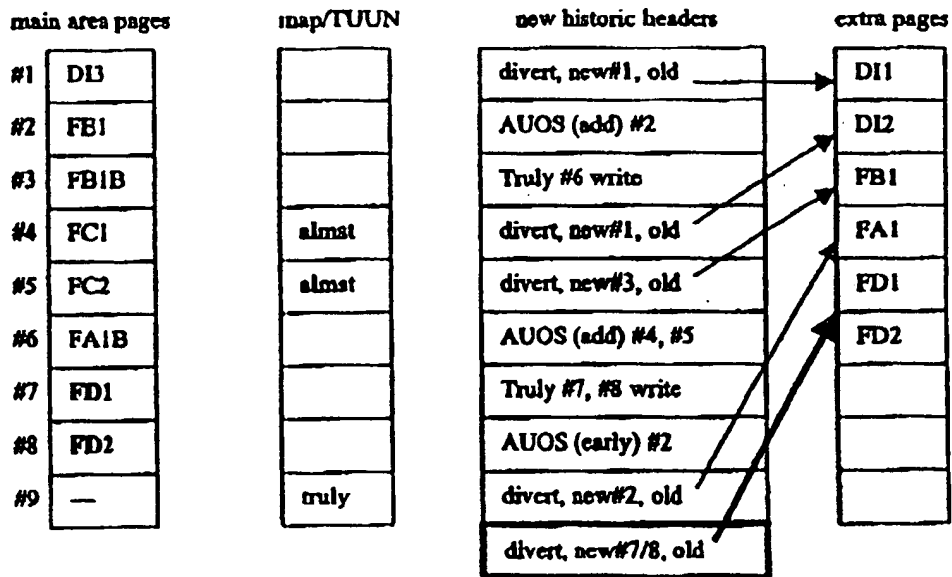 main area pages map/TUUN new historic headers extra pages
#1 DI3 divert, new#1, old DI1
#2 FB1 AUOS (add) #2 DI2
#3 FB1B Truly #6 write FB1
#4 FC1 almst divert, new#1, old FA1
#5 FC2 almst divert, new#3, old FD1
#6 FA1B AUOS (add) #4, #5 FD2
#7 FD1 Truly #7, #8 write
#8 FD2 AUOS (early) #2
#9 — truly divert, new#2, old
divert, new#7/8, old